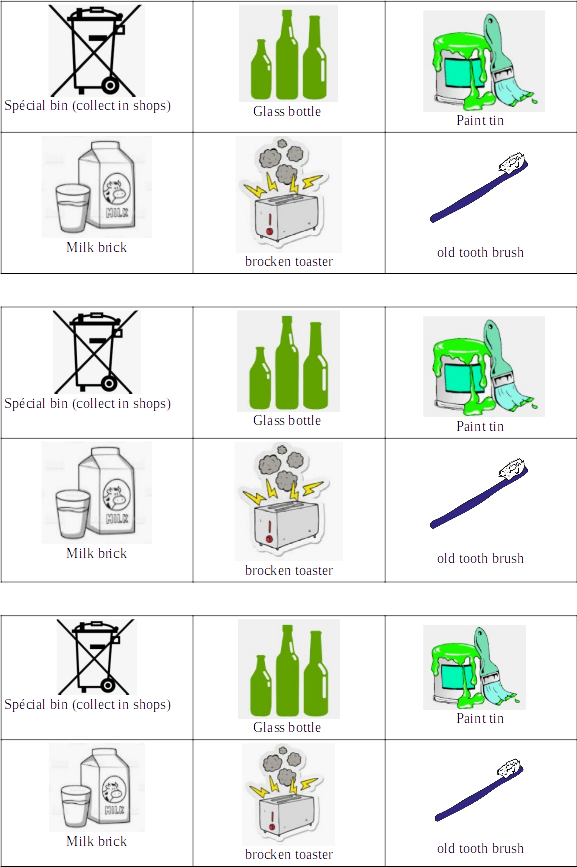 Spécial bin (collect in shops)
Glass bottle
Paint tin
MILK
Milk brick
brocken toaster
old tooth brush
Spécial bin (collect in shops)
Glass bottle
Paint tin
MILK
Milk brick
brocken toaster
old tooth brush
Spécial bin (collect in shops)
Glass bottle
Paint tin
MILK
Milk brick
brocken toaster
old tooth brush